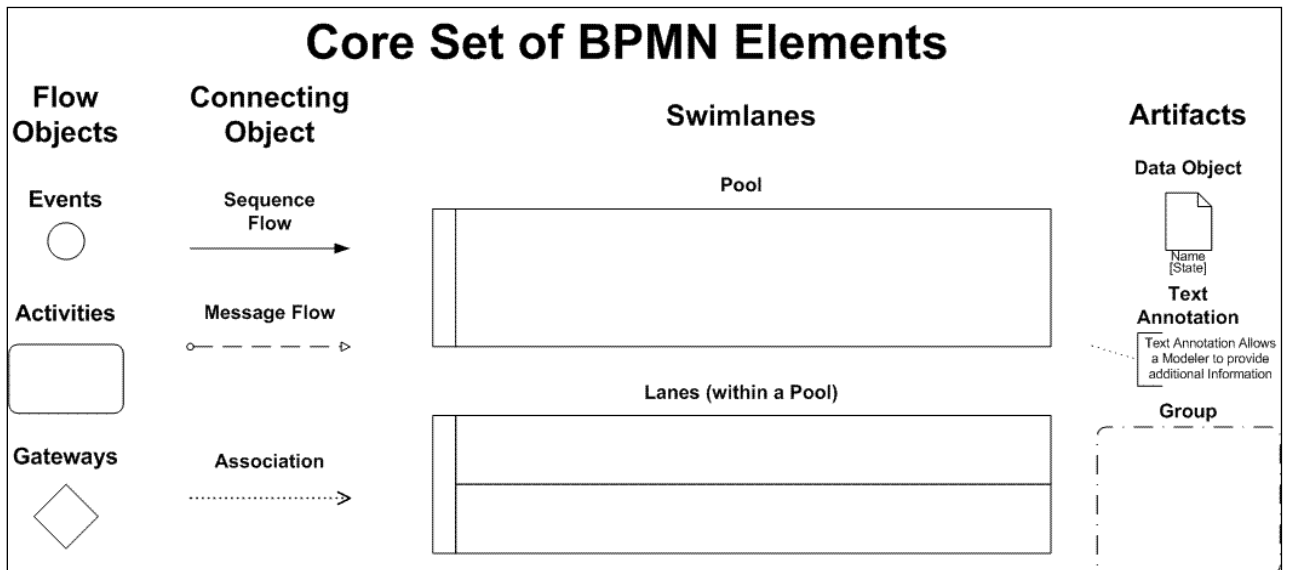 Core Set of BPMN Elements
Flow
Objects
Events
Activities
Gateways
Connecting
Object
Sequence
Flow
Message Flow
Association
Swimlanes
Pool
Lanes (within a Pool)
Artifacts
Data Object
Name
[State]
Text
Annotation
Text Annotation Allows
a Modeler to provide
additional Information
Group